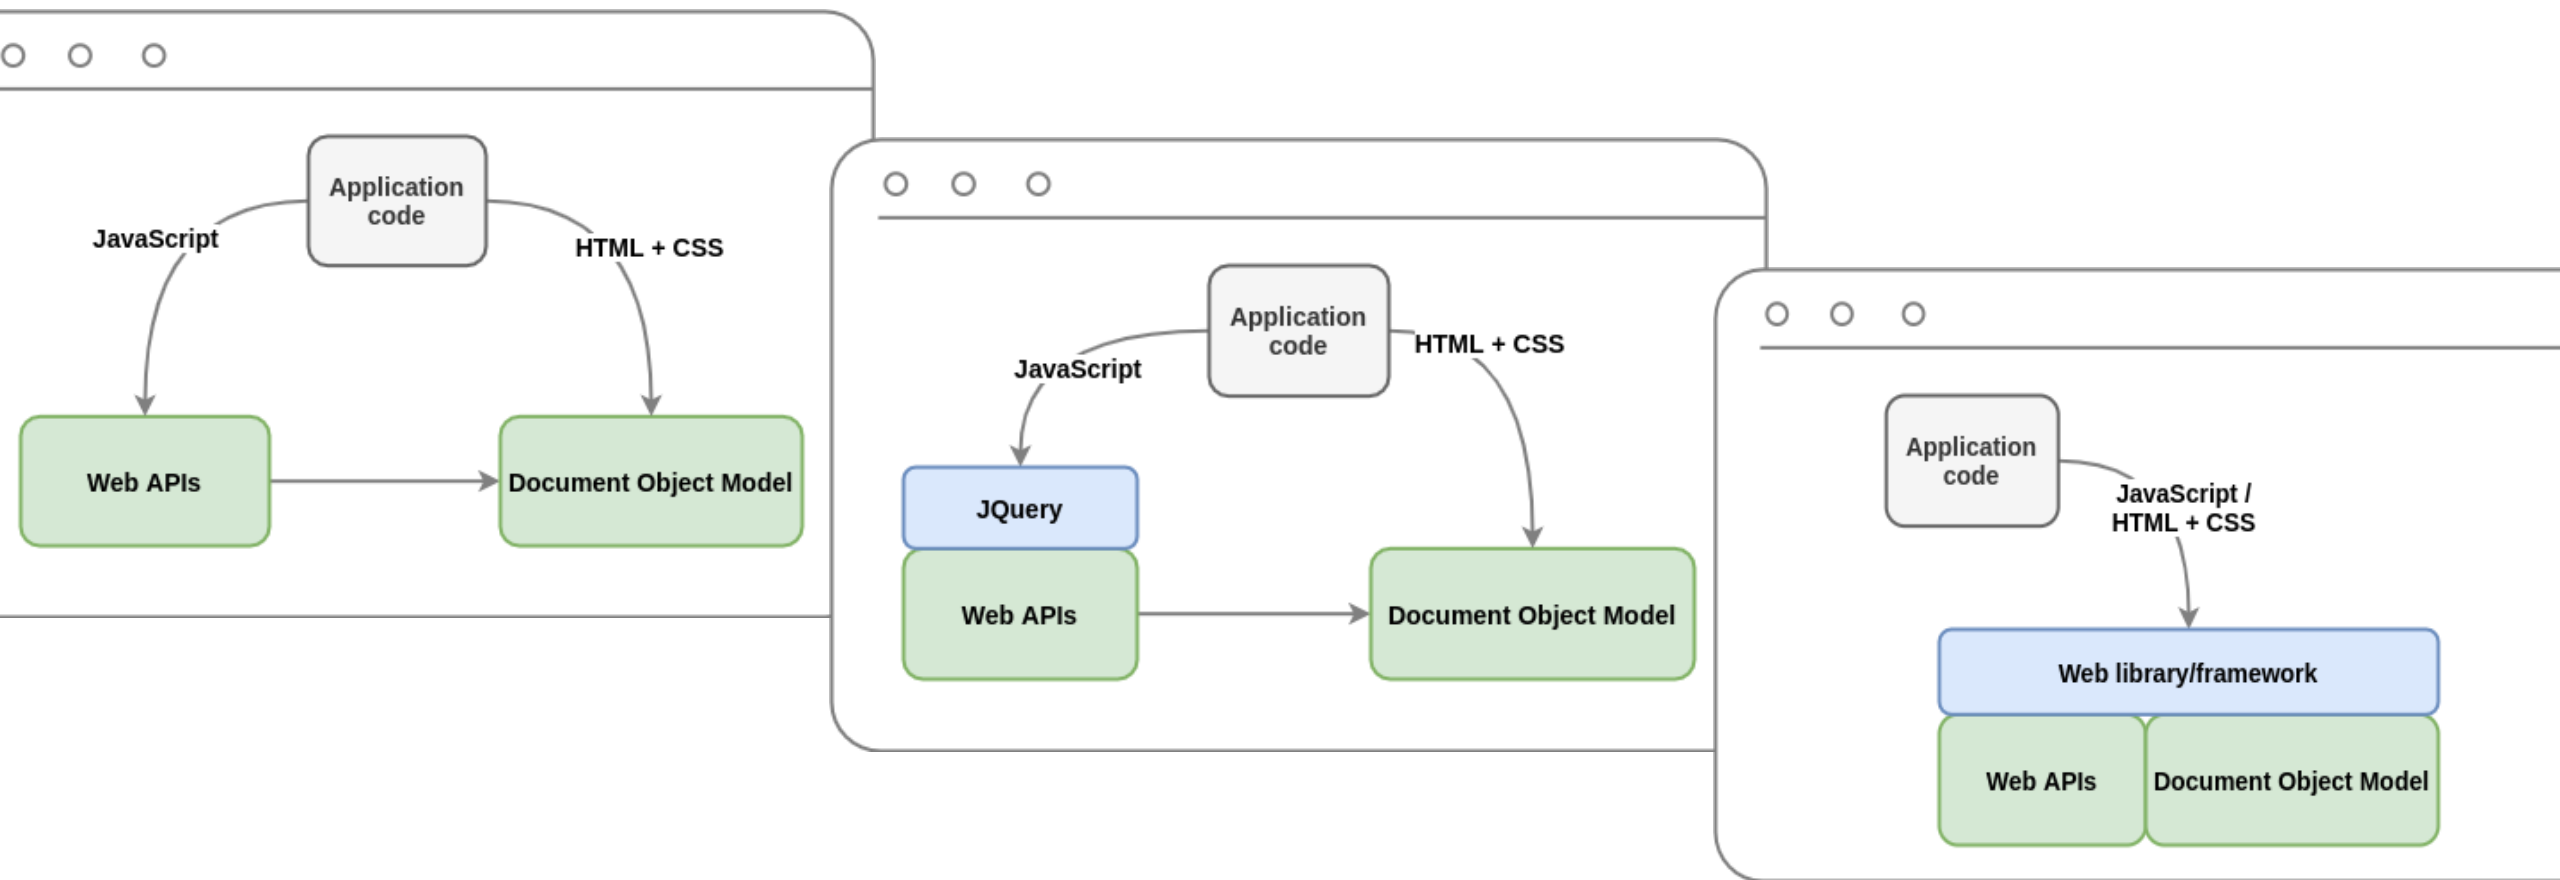 Application
code
JavaScript
HTML + CSS
Web APIs
Document Object Model
Application
code
JavaScript
HTML + CSS
JQuery
Web APIs
Document Object Model
Application
code
JavaScript /
HTML + CSS
Web library/framework
Web APIs
Document Object Model